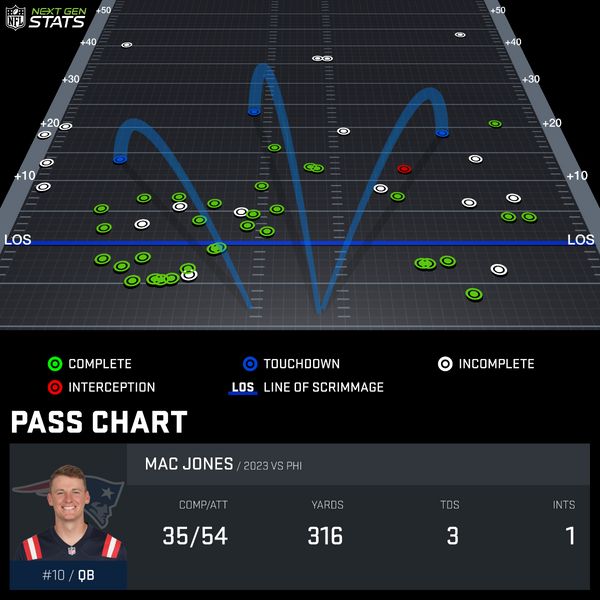 NFL NEXT GEN STATS
+50 +50
+30 +30
+20 +20
+10 +10
LOS LOS
COMPLETE TOUCHDOWN INCOMPLETE
INTERCEPTION LOS LINE OF SCRIMMAGE
PASS CHART
MAC JONES / 2023 VS PHI
COMP/ATT YARDS TDS INTS
35/54 316 3 1
#10 / QB